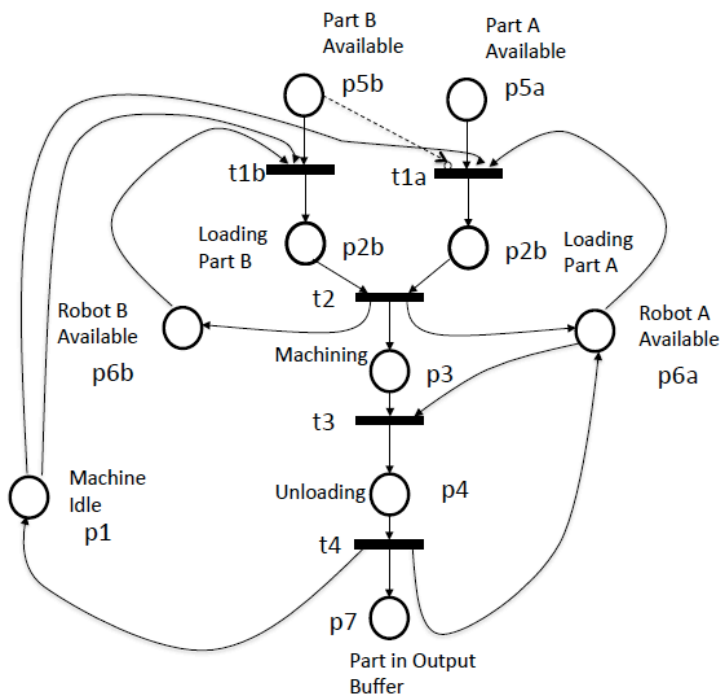 Part B
Available
p5b
Part A
Available
p5a
t1b
t1a
Loading
Part B
p2b
p2b
Loading
Part A
t2
Robot B
Available
p6b
Robot A
Available
p6a
Machining
p3
t3
Machine
Idle
p1
Unloading
p4
t4
p7
Part in Output
Buffer